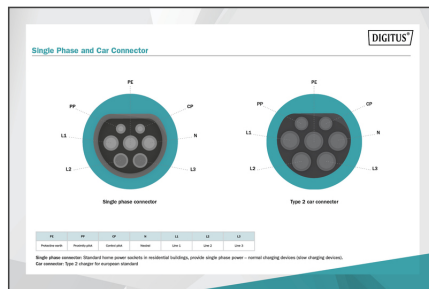 DIGITUS®
Single Phase and Car Connector
PE
PP
CP
L1
N
L2
L3
Single phase connector
PE
PP
CP
L1
N
L2
L3
Type 2 car connector
PE PP CP N L1 L2 L3
Protective earth Proximity pilot Control pilot Neutral Line 1 Line 2 Line 3
Single phase connector: Standard home power sockets in residential buildings, provide single phase power – normal charging devices (slow charging devices).
Car connector: Type 2 charger for european standard